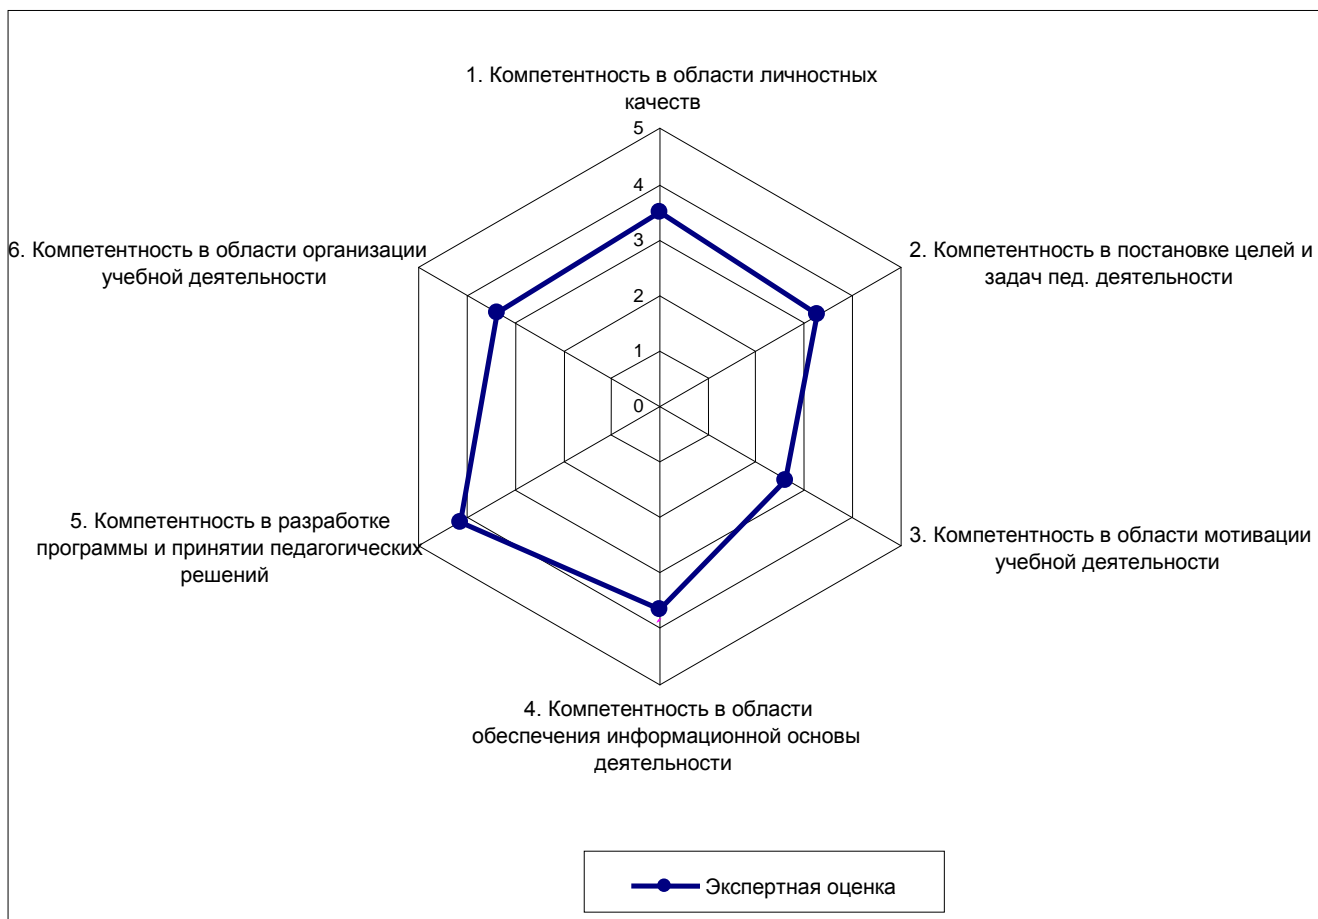 1. Компетентность в области личностных
качеств
5
4
3
2
1
0
2. Компетентность в постановке целей и
задач пед. деятельности
3. Компетентность в области мотивации
учебной деятельности
4. Компетентность в области
обеспечения информационной основы
деятельности
5. Компетентность в разработке
программы и принятии педагогических
решений
6. Компетентность в области организации
учебной деятельности
Экспертная оценка